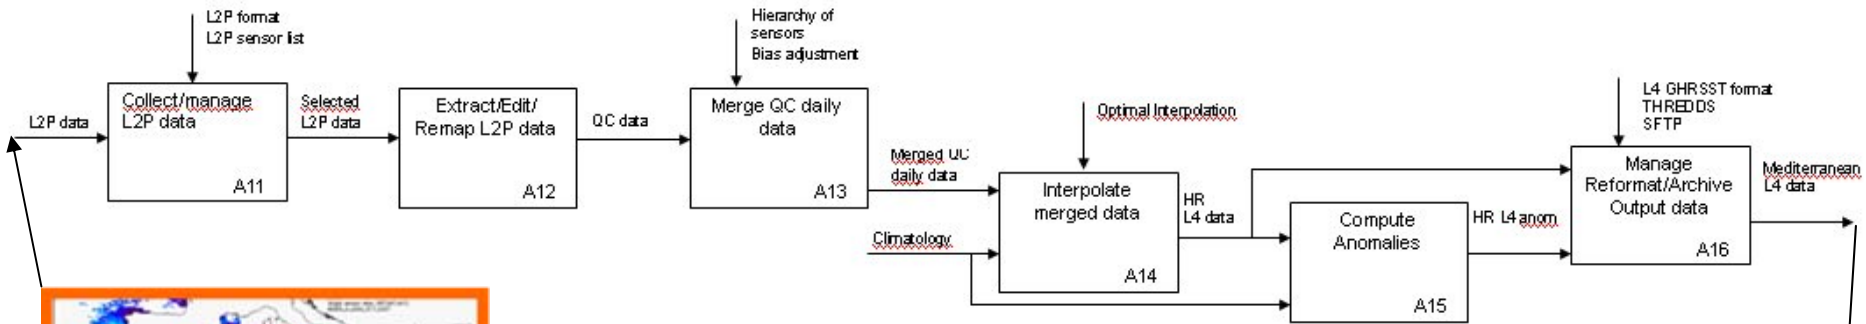 L2P format
L2P sensor list
L2P data
Collect/manage
L2P data
A11
Selected
L2P data
Extract/Edit/
Remap L2P data
A12
QC data
Hierarchy of
sensors
Bias adjustment
Merge QC daily
data
A13
Merged QC
daily data
Climatology
Optimal Interpolation
Interpolate
merged data
A14
HR
L4 data
Compute
Anomalies
A15
HR L4 anom
L4 GHRSST format
THREDDS
SFTP
Manage
Reformat/Archive
Output data
A16
Mediterranean
L4 data